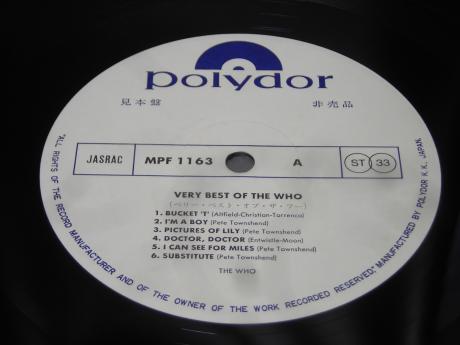 polydor
見本盤 非売品
JASRAC MPF 1163 A ST 33
VERY BEST OF THE WHO
(ベリー・ベスト・オブ・ザ・フー)
1. BUCKET 'T' (Altfield-Christian-Torrence)
2. I'M A BOY (Pete Townshend)
3. PICTURES OF LILY (Pete Townshend)
4. DOCTOR, DOCTOR (Entwistle-Moon)
5. I CAN SEE FOR MILES (Pete Townshend)
6. SUBSTITUTE (Pete Townshend)
THE WHO
"ALL RIGHTS OF THE RECORD MANUFACTURER AND OF THE OWNER OF THE WORK RECORDED RESERVED." MANUFACTURED BY POLYDOR K.K. JAPAN.